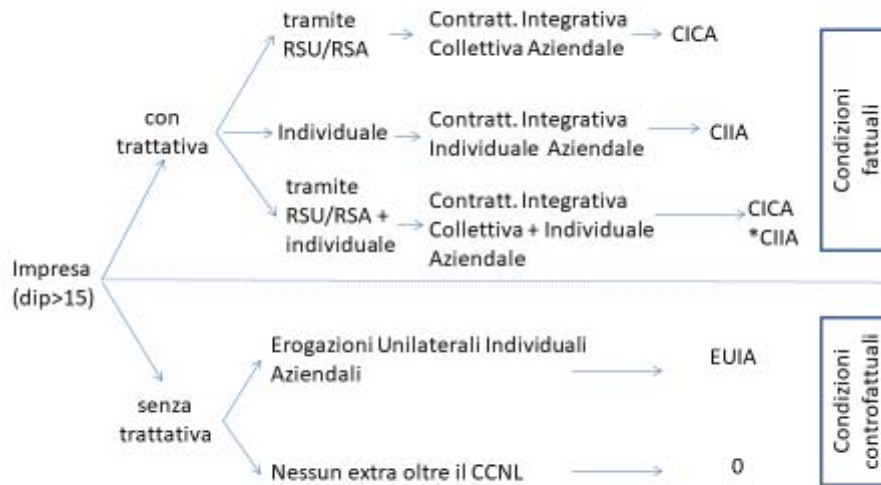 tramite
RSU/RSA
Contratt. Integrativa
Collettiva Aziendale
CICA
con
trattativa
Individuale
Contratt. Integrativa
Individuale Aziendale
CIIA
tramite
RSU/RSA +
individuale
Contratt. Integrativa
Collettiva + Individuale
Aziendale
CICA
*CIIA
Condizioni
fattuali
Impresa
(dip>15)
Erogazioni Unilaterali Individuali
Aziendali
EUIA
senza
trattativa
Nessun extra oltre il CCNL
0
Condizioni
controfattuali